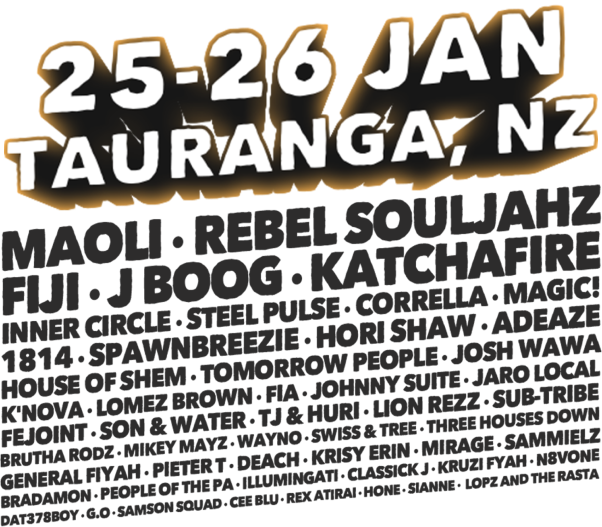 25-26 JAN
TAURANGA, NZ
MAOLI · REBEL SOULJAHZ
FIJI · J BOOG · KATCHAFIRE
INNER CIRCLE · STEEL PULSE · CORRELLA · MAGIC!
1814 · SPAWNBREEZIE · HORI SHAW · ADEAZE
HOUSE OF SHEM · TOMORROW PEOPLE · JOSH WAWA
K'NOVA · LOMEZ BROWN · FIA · JOHNNY SUITE · JARO LOCAL
FEJOINT · SON & WATER · TJ & HURI · LION REZZ · SUB-TRIBE
BRUTHA RODZ · MIKEY MAYZ · WAYNO · SWISS & TREE · THREE HOUSES DOWN
GENERAL FIYAH · PIETER T · DEACH · KRISY ERIN · MIRAGE · SAMMIELZ
BRADAMON · PEOPLE OF THE PA · ILLUMINGATI · CLASSICK J · KRUZI FYAH · N8VONE
DAT378BOY · G.O · SAMSON SQUAD · CEE BLU · REX ATIRAI · HONE · SIANNE · LOPZ AND THE RASTA